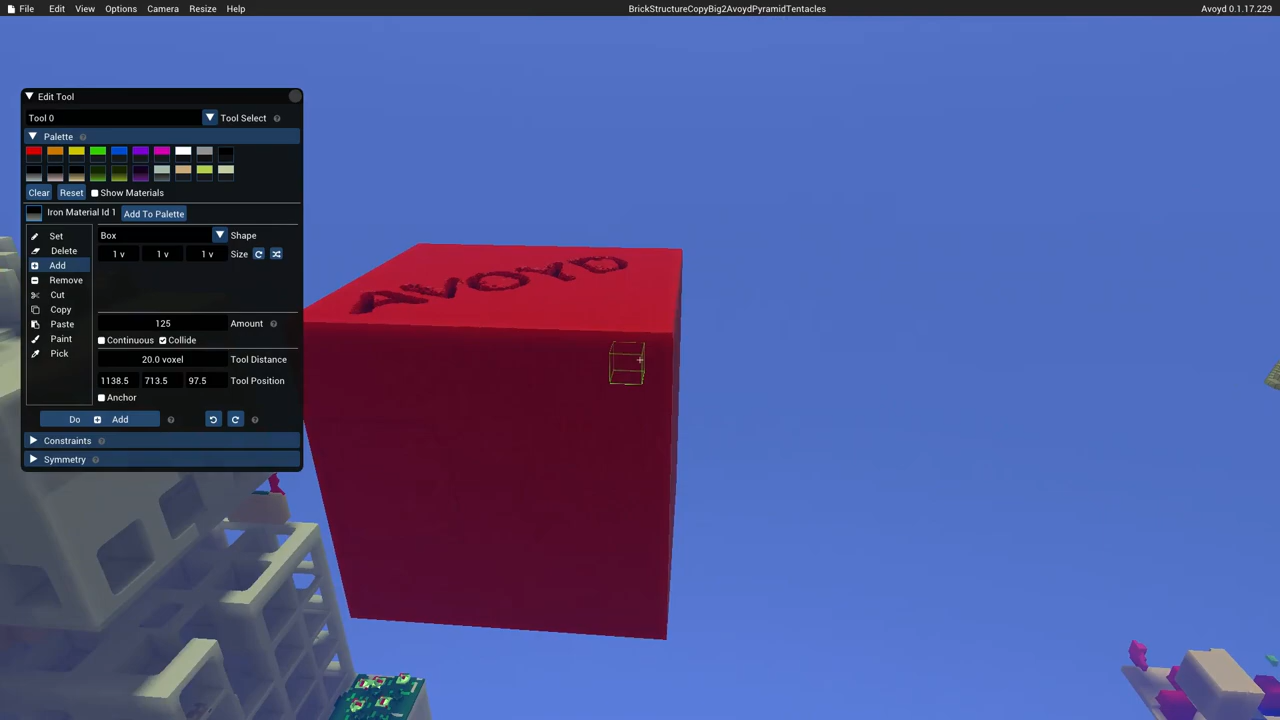 File Edit View Options Camera Resize Help BrickStructureCopyBig2AvoydPyramidTentacles Avoyd 0.1.17.229
Edit Tool
Tool 0 Tool Select ?
Palette ?
Clear Reset Show Materials
Iron Material Id 1 Add To Palette
Set
Delete
Add
Remove
Cut
Copy
Paste
Paint
Pick
Box Shape
1 v 1 v 1 v Size
125 Amount ?
Continuous Collide
20.0 voxel Tool Distance
1138.5 713.5 97.5 Tool Position
Anchor
Do Add ? ?
Constraints ?
Symmetry ?
AVOYD